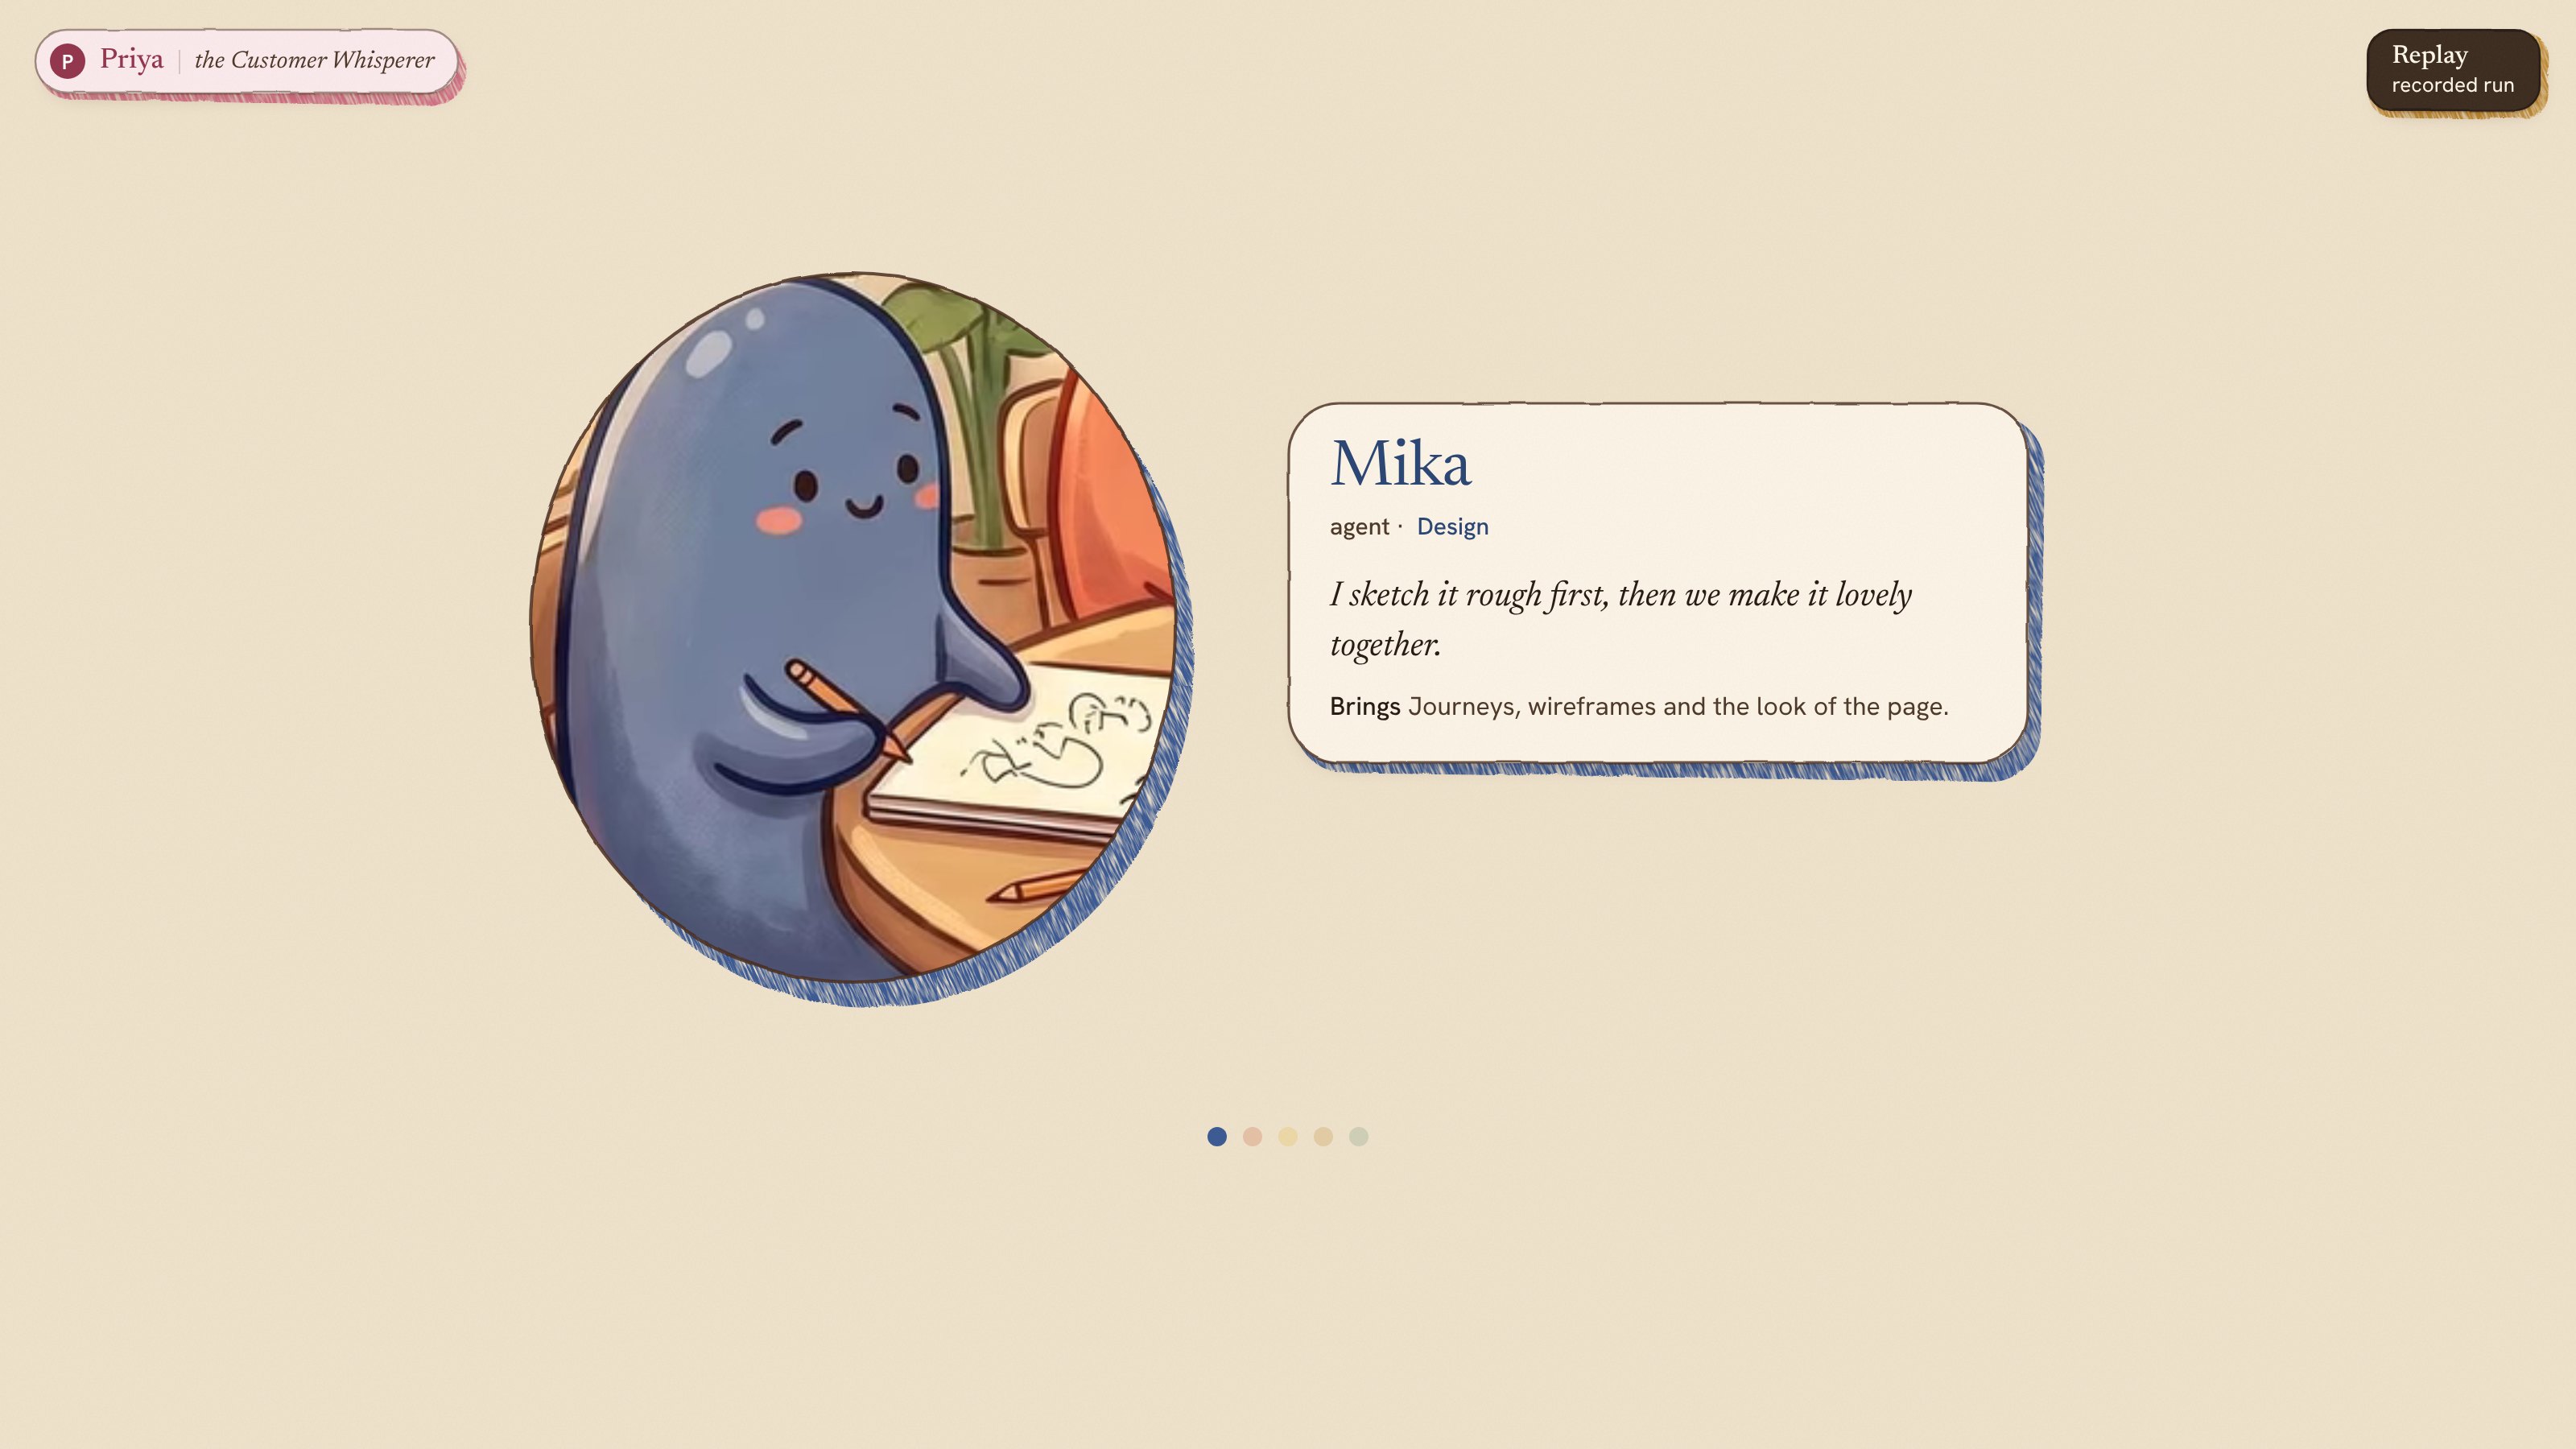 P Priya the Customer Whisperer
Replay
recorded run
Mika
agent · Design
I sketch it rough first, then we make it lovely
together.
Brings Journeys, wireframes and the look of the page.